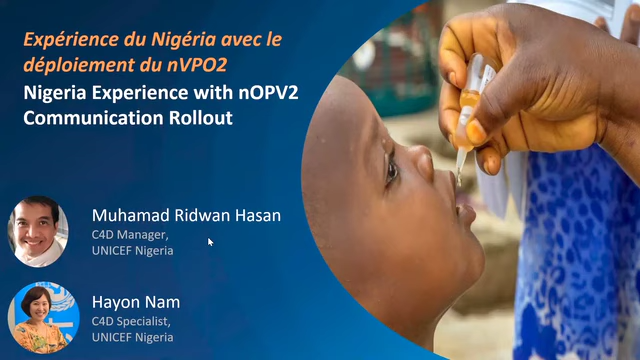 Expérience du Nigéria avec le
déploiement du nVPO2
Nigeria Experience with nOPV2
Communication Rollout
Muhamad Ridwan Hasan
C4D Manager,
UNICEF Nigeria
Hayon Nam
C4D Specialist,
UNICEF Nigeria